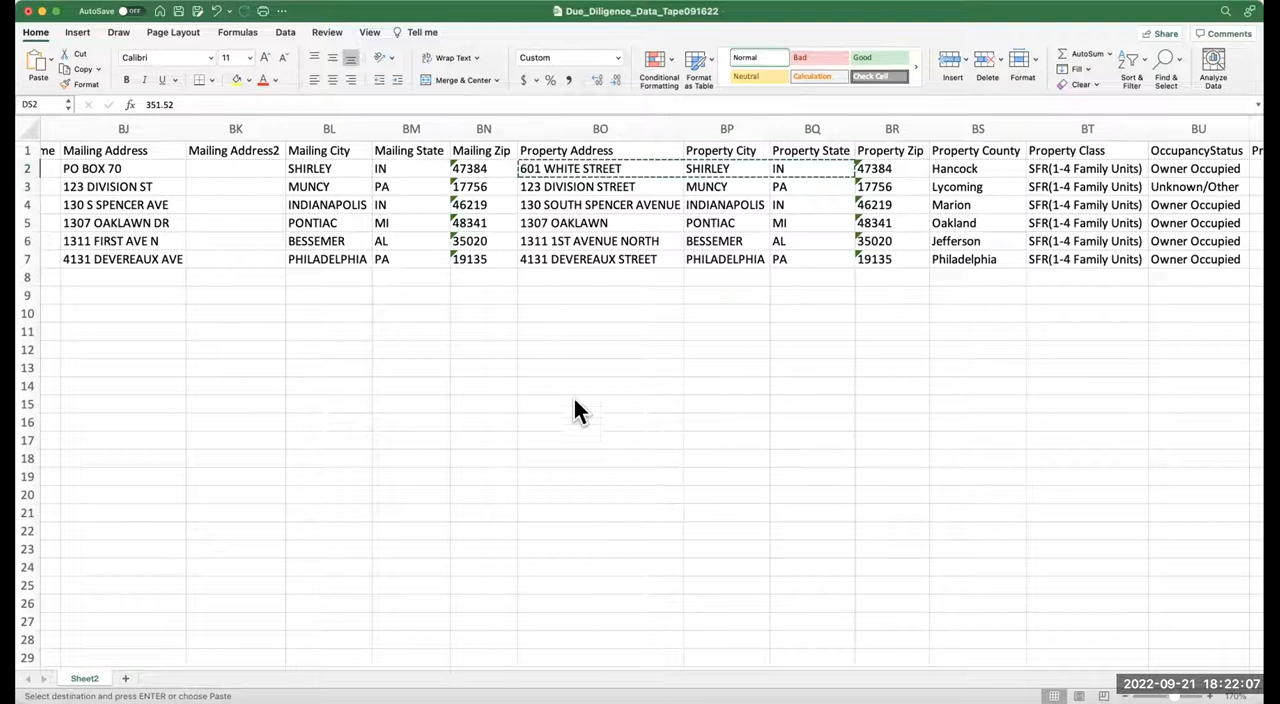 AutoSave OFF Due_Diligence_Data_Tape091622
Home Insert Draw Page Layout Formulas Data Review View Tell me Share Comments
Paste Cut Copy Format Calibri 11 A A B I U A Wrap Text Merge & Center Custom $ % Conditional Formatting Format as Table Normal Bad Good Neutral Calculation Check Cell Insert Delete Format AutoSum Fill Clear Sort & Filter Find & Select Analyze Data
DS2 fx 351.52
BJ BK BL BM BN BO BP BQ BR BS BT BU
1 me Mailing Address Mailing Address2 Mailing City Mailing State Mailing Zip Property Address Property City Property State Property Zip Property County Property Class OccupancyStatus Pr
2 PO BOX 70 SHIRLEY IN 47384 601 WHITE STREET SHIRLEY IN 47384 Hancock SFR(1-4 Family Units) Owner Occupied
3 123 DIVISION ST MUNCY PA 17756 123 DIVISION STREET MUNCY PA 17756 Lycoming SFR(1-4 Family Units) Unknown/Other
4 130 S SPENCER AVE INDIANAPOLIS IN 46219 130 SOUTH SPENCER AVENUE INDIANAPOLIS IN 46219 Marion SFR(1-4 Family Units) Owner Occupied
5 1307 OAKLAWN DR PONTIAC MI 48341 1307 OAKLAWN PONTIAC MI 48341 Oakland SFR(1-4 Family Units) Owner Occupied
6 1311 FIRST AVE N BESSEMER AL 35020 1311 1ST AVENUE NORTH BESSEMER AL 35020 Jefferson SFR(1-4 Family Units) Owner Occupied
7 4131 DEVEREAUX AVE PHILADELPHIA PA 19135 4131 DEVEREAUX STREET PHILADELPHIA PA 19135 Philadelphia SFR(1-4 Family Units) Owner Occupied
8
9
10
11
12
13
14
15
16
17
18
19
20
21
22
23
24
25
26
27
28
29
Sheet2
Select destination and press ENTER or choose Paste 170%
2022-09-21 18:22:07